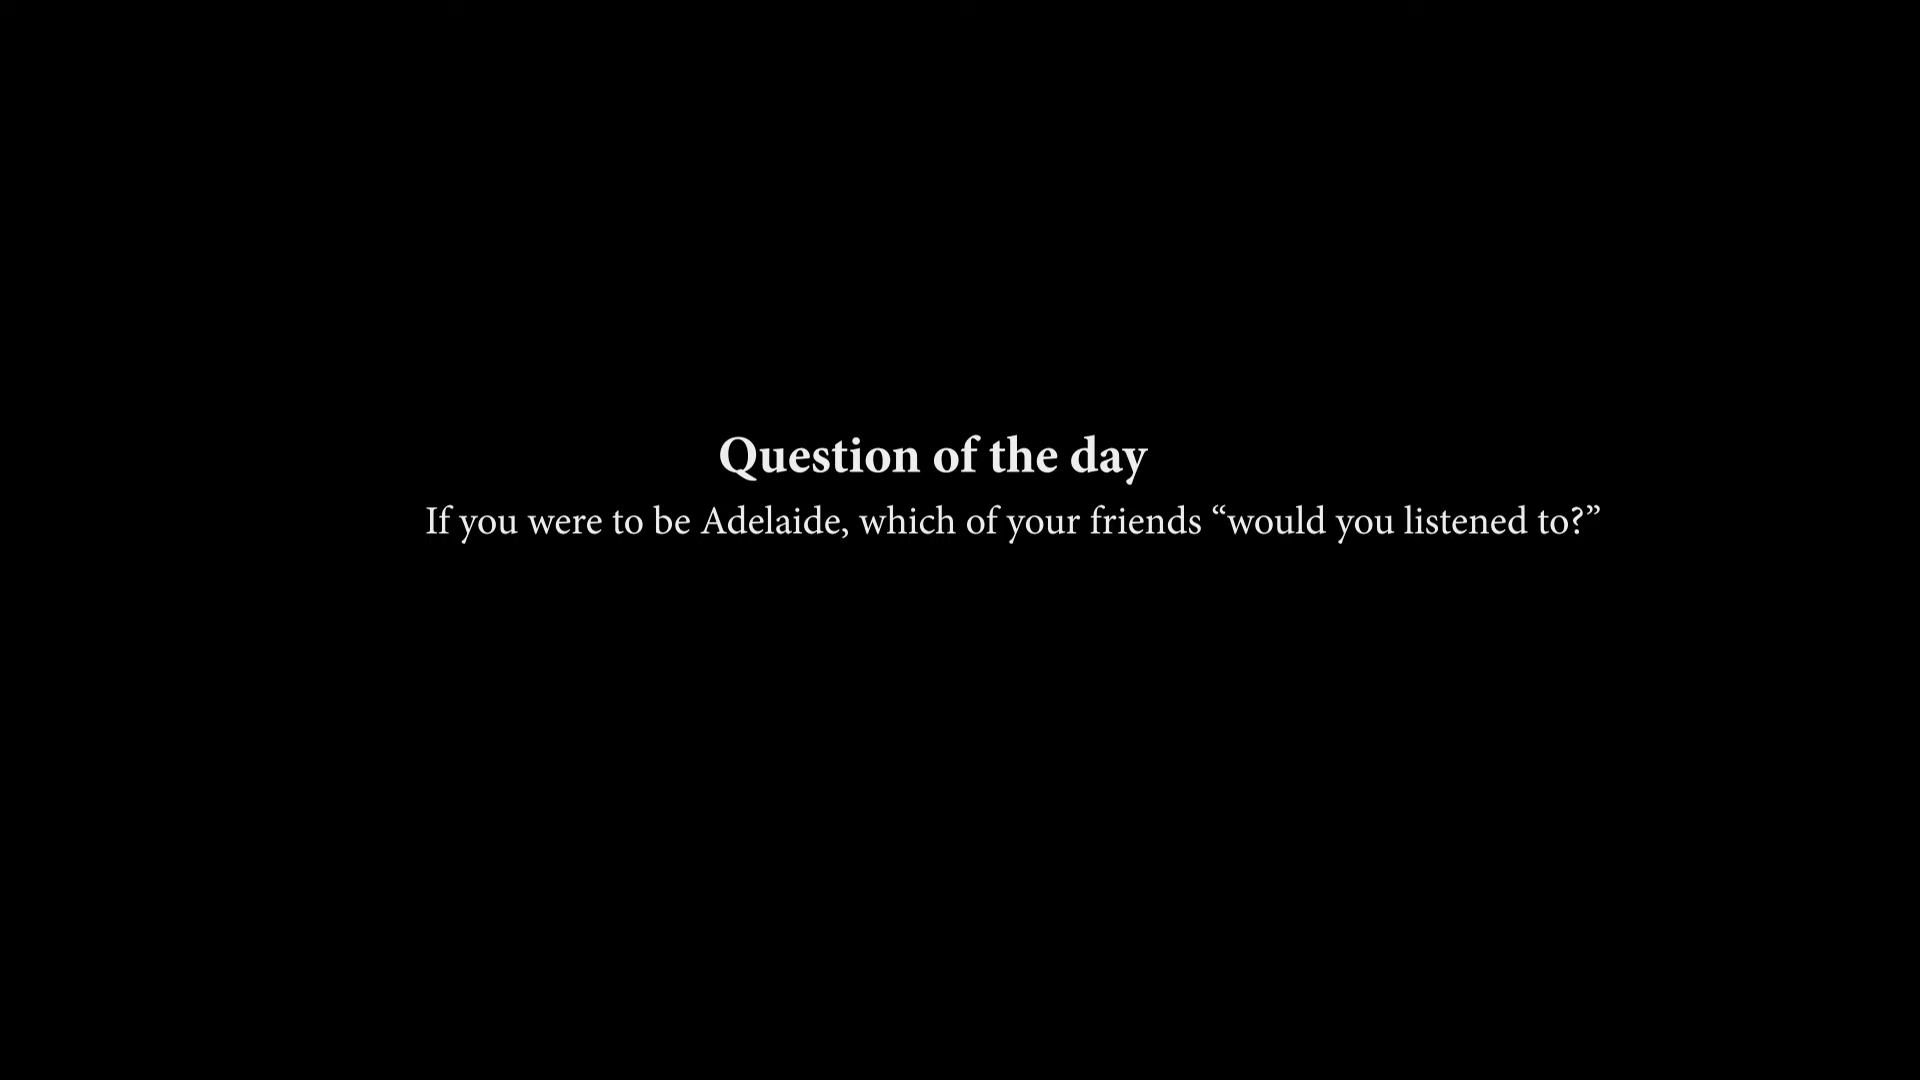 Question of the day
If you were to be Adelaide, which of your friends “would you listened to?”